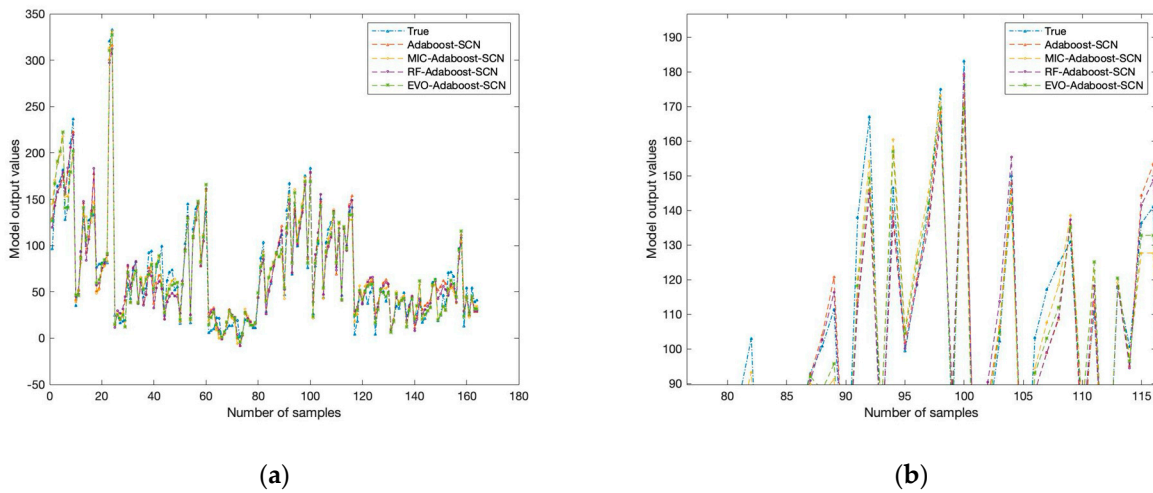 350
300
250
200
150
100
50
0
-50
Model output values
0 20 40 60 80 100 120 140 160 180
Number of samples
True
Adaboost-SCN
MIC-Adaboost-SCN
RF-Adaboost-SCN
EVO-Adaboost-SCN
(a)
190
180
170
160
150
140
130
120
110
100
90
Model output values
80 85 90 95 100 105 110 115
Number of samples
True
Adaboost-SCN
MIC-Adaboost-SCN
RF-Adaboost-SCN
EVO-Adaboost-SCN
(b)